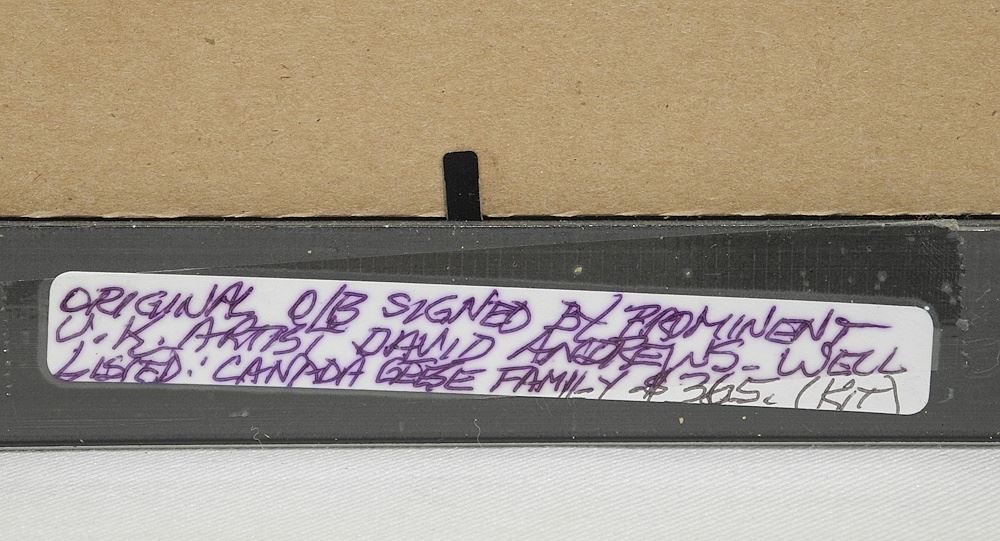 ORIGINAL O/B SIGNED BY PROMINENT
U.K. ARTIST, DAVID ANDREWS - WELL
LISTED: CANADA GEESE FAMILY $365. (KIT)